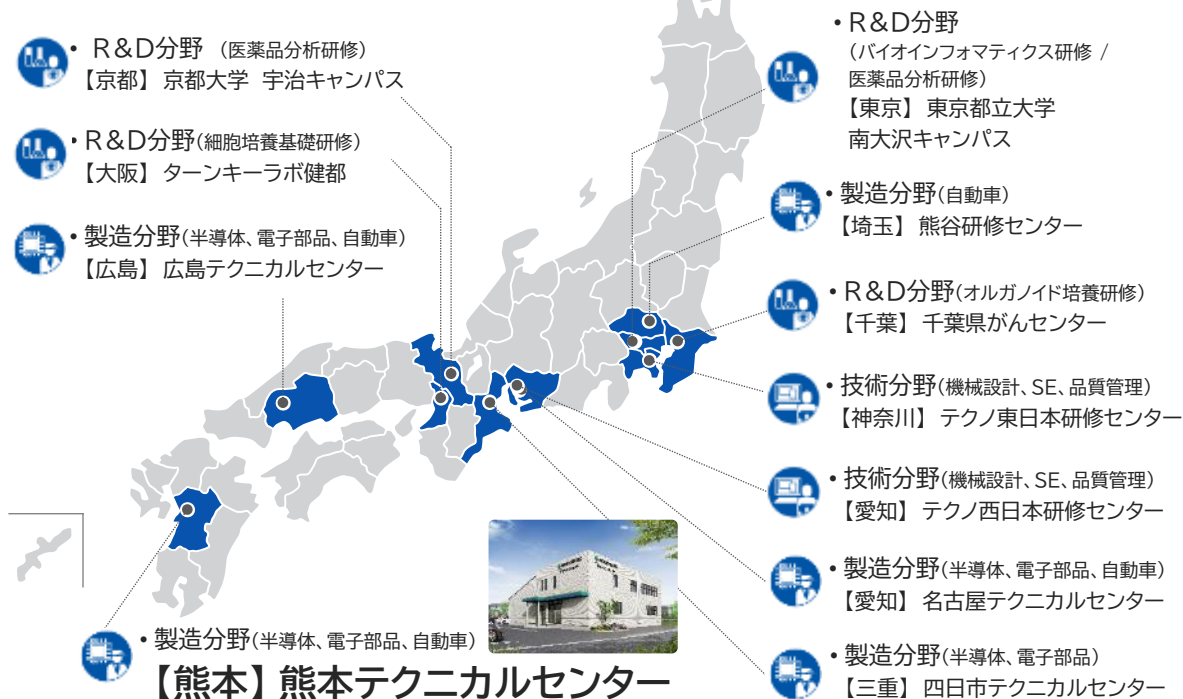 ・ R&D分野 (医薬品分析研修)
【京都】 京都大学 宇治キャンパス
・R&D分野(細胞培養基礎研修)
【大阪】 ターンキーラボ健都
・製造分野(半導体、電子部品、自動車)
【広島】 広島テクニカルセンター
・製造分野(半導体、電子部品、自動車)
【熊本】 熊本テクニカルセンター
・R&D分野
(バイオインフォマティクス研修 /
医薬品分析研修)
【東京】 東京都立大学
南大沢キャンパス
・製造分野(自動車)
【埼玉】 熊谷研修センター
・R&D分野(オルガノイド培養研修)
【千葉】 千葉県がんセンター
・技術分野(機械設計、SE、品質管理)
【神奈川】 テクノ東日本研修センター
・技術分野(機械設計、SE、品質管理)
【愛知】 テクノ西日本研修センター
・製造分野(半導体、電子部品、自動車)
【愛知】 名古屋テクニカルセンター
・製造分野(半導体、電子部品)
【三重】 四日市テクニカルセンター